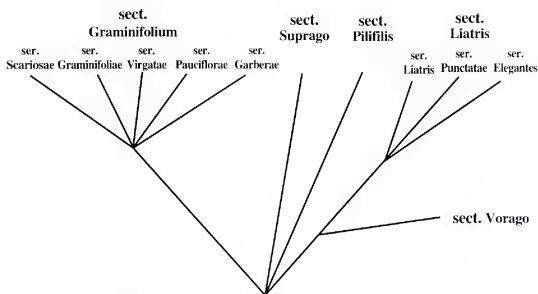 sect.
Graminifolium
ser. ser. ser. ser. ser.
Scariosae Graminifoliae Virgatae Pauciflorae Garberae
sect.
Suprago
sect.
Pilifilis
sect.
Liatris
ser. ser. ser.
Liatris Punctatae Elegantes
sect. Vorago